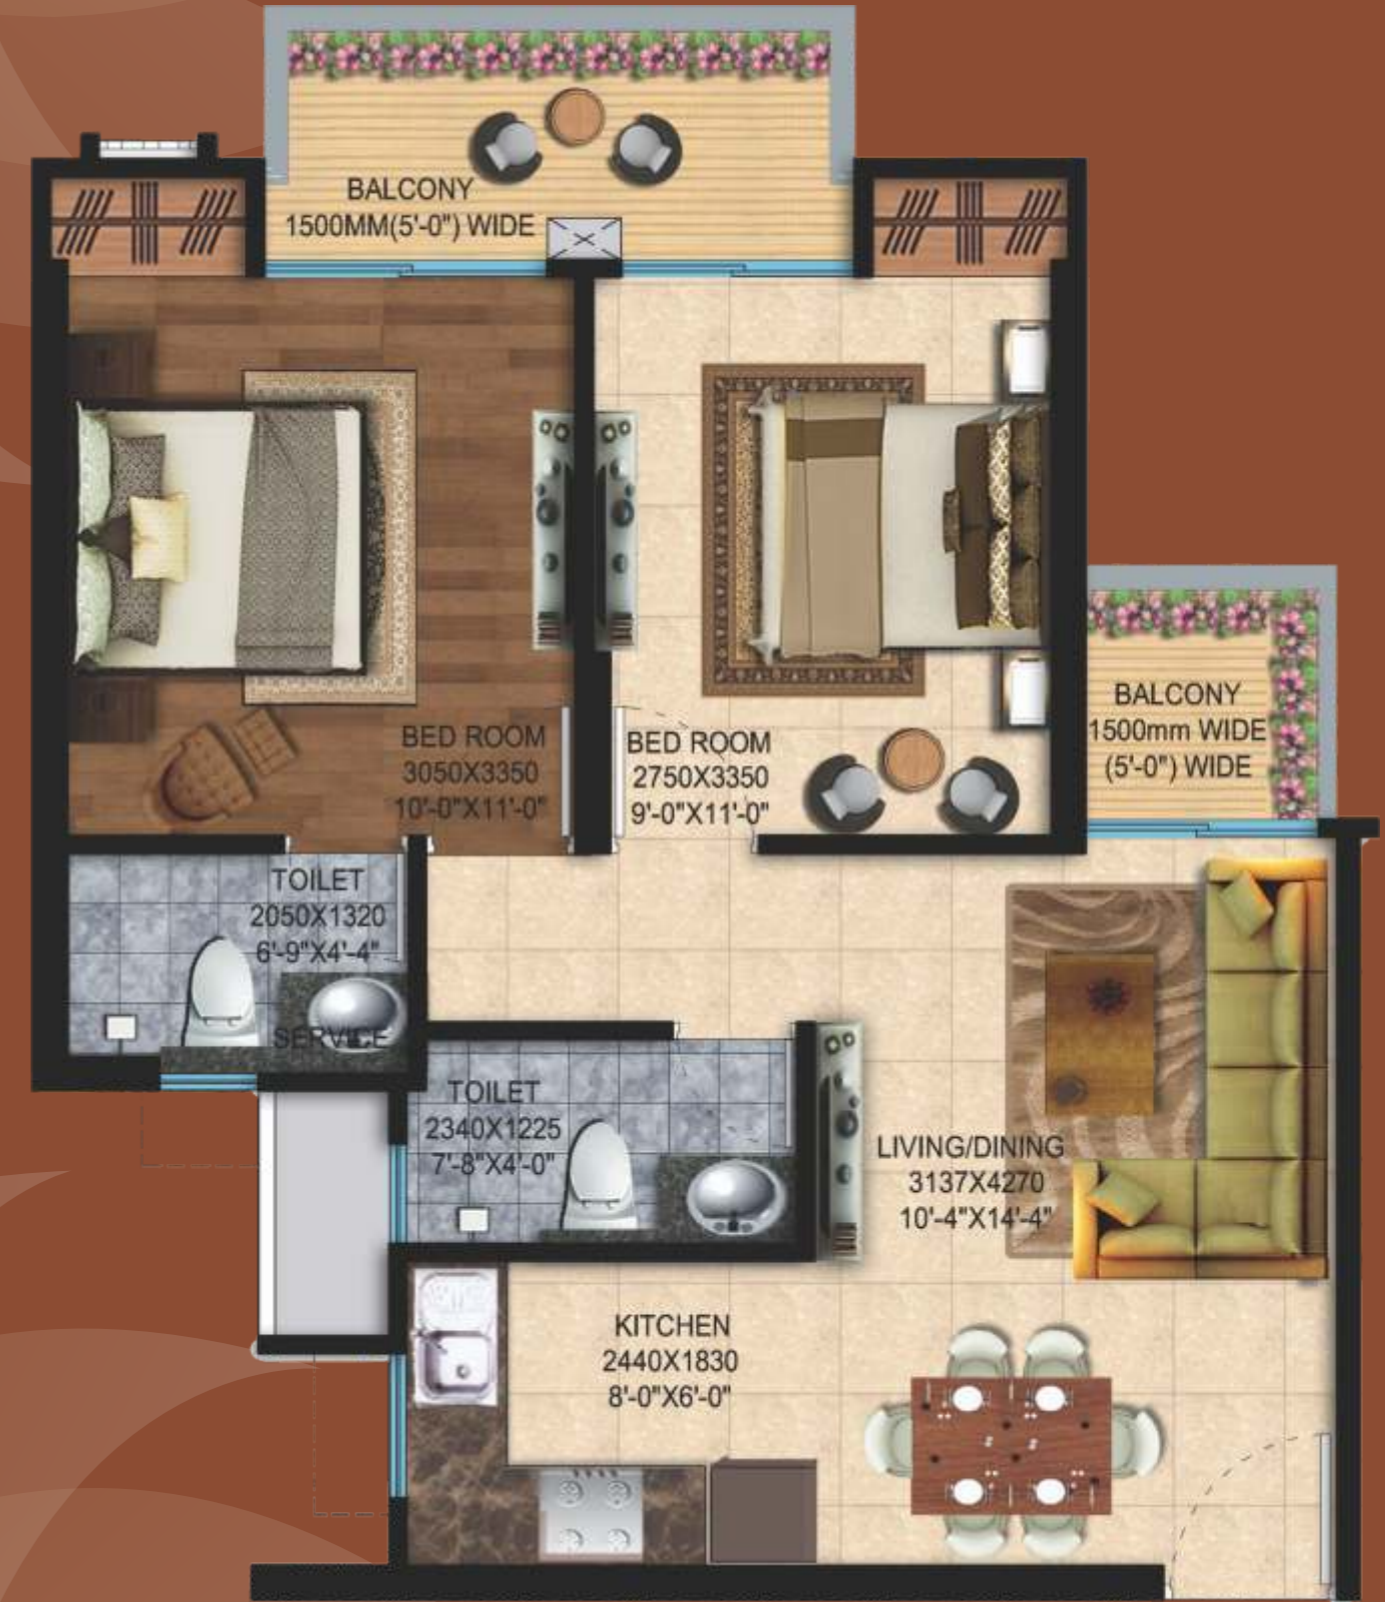 BALCONY
1500MM(5'-0") WIDE
BALCONY
1500mm WIDE
(5'-0") WIDE
BED ROOM
3050X3350
10'-0"X11'-0"
BED ROOM
2750X3350
9'-0"X11'-0"
TOILET
2050X1320
6'-9"X4'-4"
SERVICE
TOILET
2340X1225
7'-8"X4'-0"
LIVING/DINING
3137X4270
10'-4"X14'-4"
KITCHEN
2440X1830
8'-0"X6'-0"